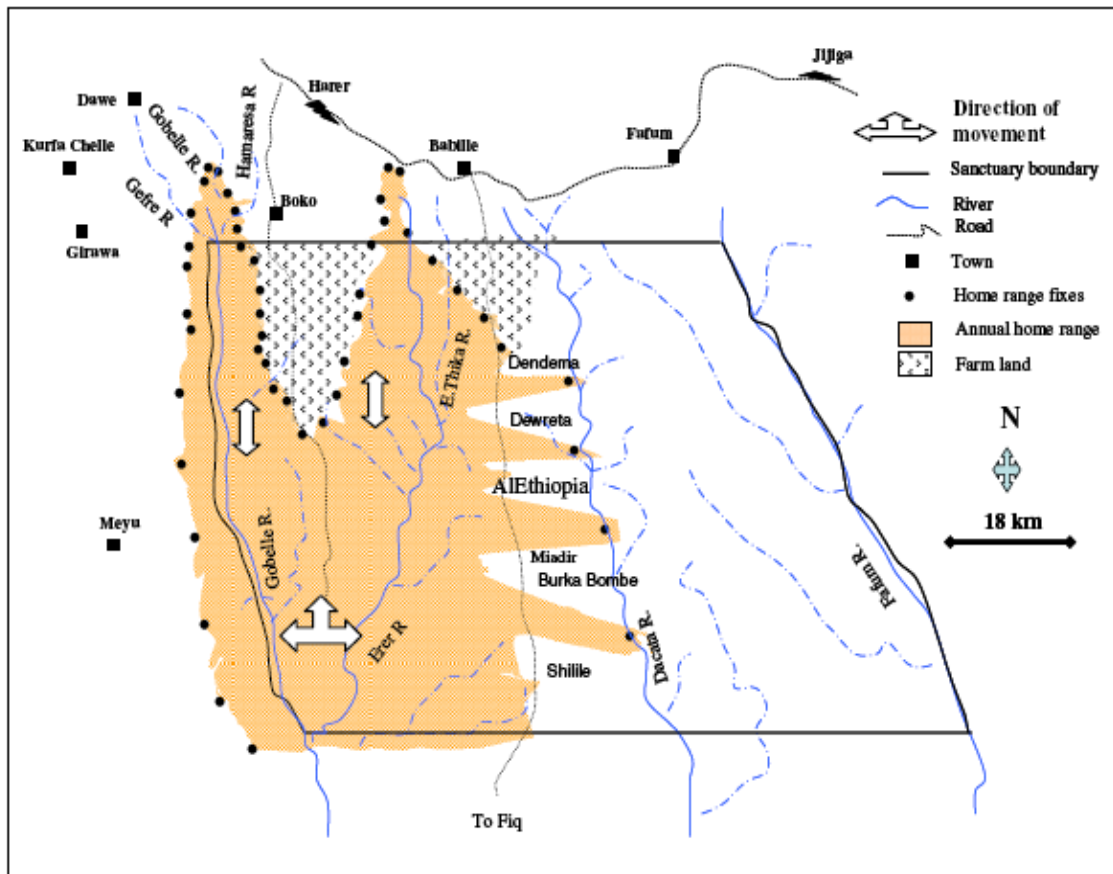 Jijiga
Harer
Dawe
Gobelle R.
Hamaresa R
Direction of
movement
Kurfa Chelle
Babille
Fafum
Sanctuary boundary
Gefre R
Boko
River
Road
Girawa
Town
Home range fixes
Annual home range
Farm land
E.Thika R.
Dendema
Dewreta
N
AlEthiopia
18 km
Meyu
Gobelle R.
Miadir
Burka Bombe
Fafum R.
Erer R
Dacata R.
Shilile
To Fiq